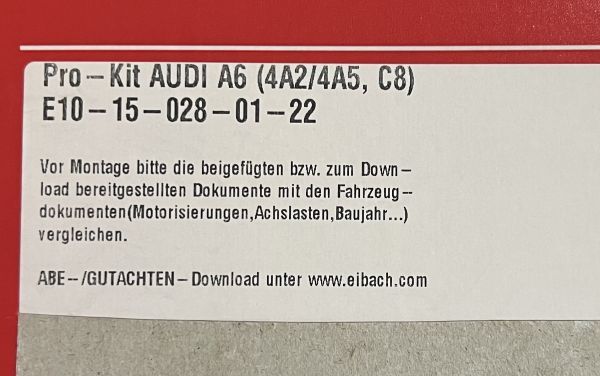 Pro-Kit AUDI A6 (4A2/4A5, C8)
E10-15-028-01-22
Vor Montage bitte die beigefügten bzw. zum Down-
load bereitgestellten Dokumente mit den Fahrzeug-
dokumenten(Motorisierungen,Achslasten,Baujahr...)
vergleichen.
ABE--/GUTACHTEN-Download unter www.eibach.com